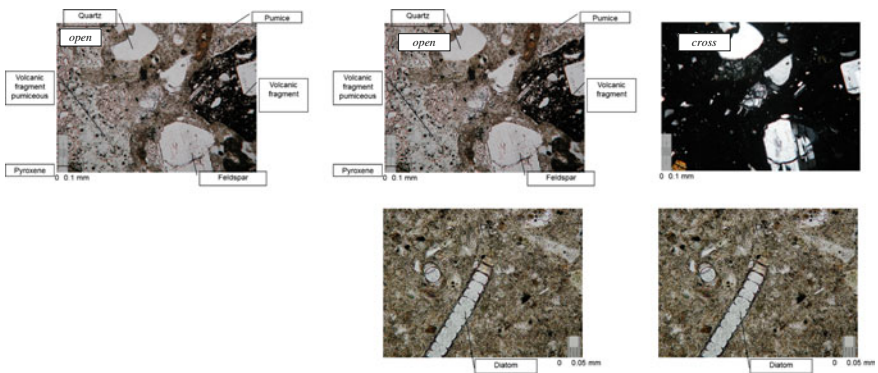 Quartz
Pumice
open
Volcanic
fragment
pumiceous
Volcanic
fragment
Pyroxene
Feldspar
0 0.1 mm
Quartz
Pumice
open
Volcanic
fragment
pumiceous
Volcanic
fragment
Pyroxene
Feldspar
0 0.1 mm
cross
0 0.1 mm
Diatom
0 0.05 mm
Diatom
0 0.05 mm